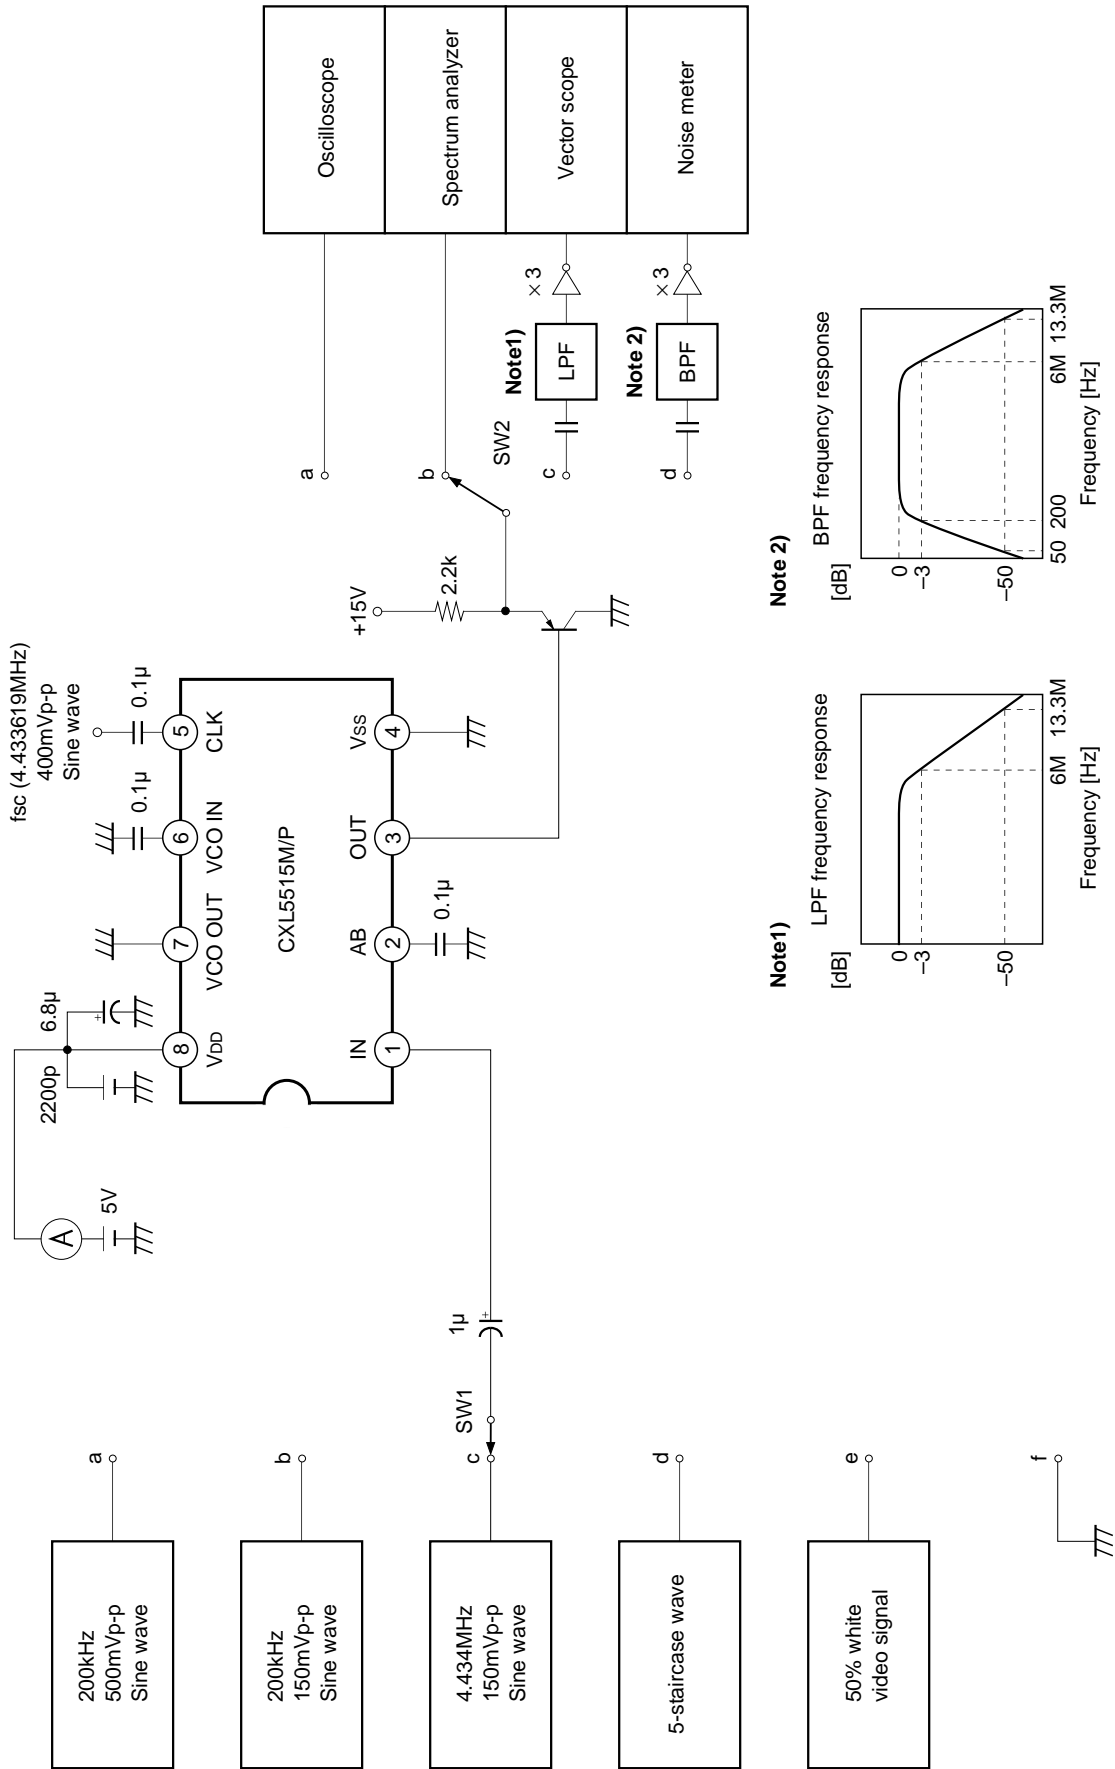 200kHz
500mVp-p
Sine wave
a
200kHz
150mVp-p
Sine wave
b
4.434MHz
150mVp-p
Sine wave
c
5-staircase wave
d
50% white
video signal
e
f
SW1
1µ
+
A
5V
2200p
6.8µ
+
8
VDD
7
VCO OUT
6
VCO IN
5
CLK
0.1µ
0.1µ
fsc (4.433619MHz)
400mVp-p
Sine wave
CXL5515M/P
1
IN
2
AB
3
OUT
4
VSS
0.1µ
+15V
2.2k
a
b
SW2
c
d
Note1)
LPF
× 3
Note 2)
BPF
× 3
Oscilloscope
Spectrum analyzer
Vector scope
Noise meter
Note1)
LPF frequency response
[dB]
0
–3
–50
6M
13.3M
Frequency [Hz]
Note 2)
BPF frequency response
[dB]
0
–3
–50
50
200
6M
13.3M
Frequency [Hz]